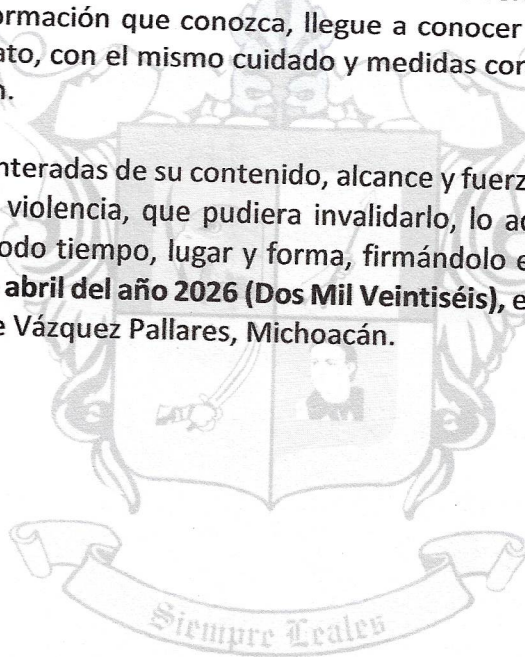 ormación que conozca, llegue a conocer
ato, con el mismo cuidado y medidas con
n.
nteradas de su contenido, alcance y fuerz
violencia, que pudiera invalidarlo, lo ac
odo tiempo, lugar y forma, firmándolo e
abril del año 2026 (Dos Mil Veintiséis), e
e Vázquez Pallares, Michoacán.
Siempre Leales